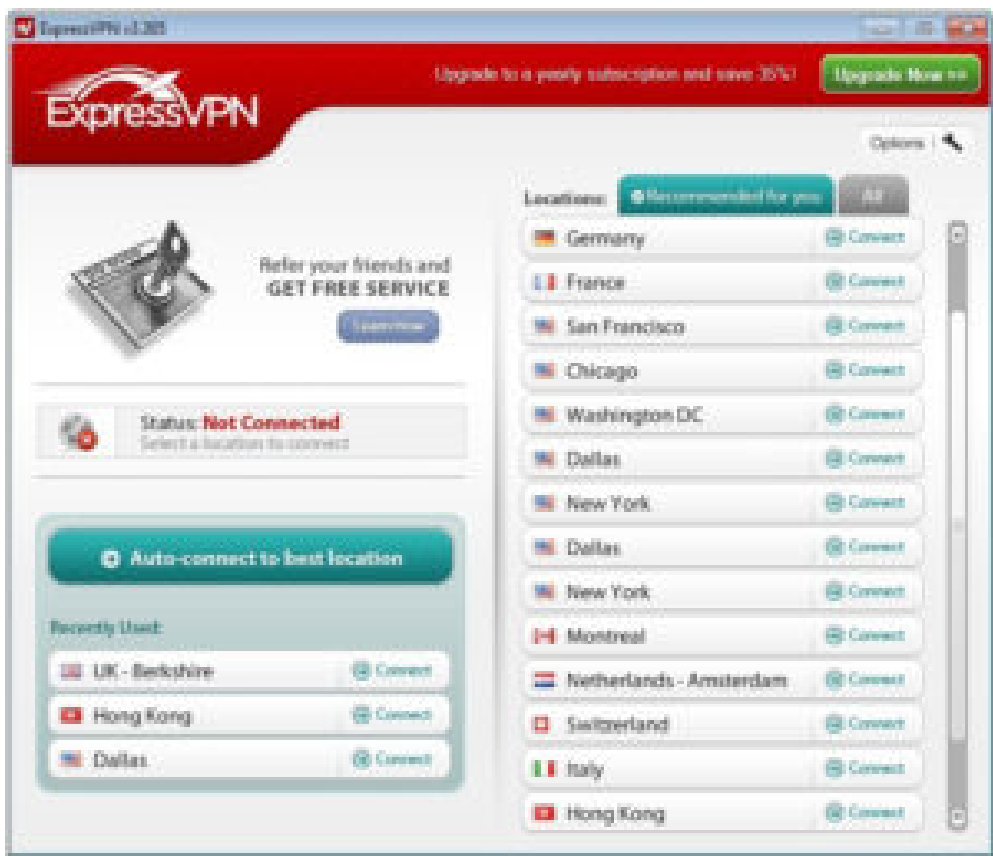 ExpressVPN
Upgrade to a yearly subscription and save 35%!
Upgrade Now >>
ExpressVPN
Options
Locations:
Recommended for you
All
Refer your friends and
GET FREE SERVICE
Learn how
Status: Not Connected
Select a location to connect
Auto-connect to best location
Recently Used:
UK - Berkshire Connect
Hong Kong Connect
Dallas Connect
Germany Connect
France Connect
San Francisco Connect
Chicago Connect
Washington DC Connect
Dallas Connect
New York Connect
Dallas Connect
New York Connect
Montreal Connect
Netherlands - Amsterdam Connect
Switzerland Connect
Italy Connect
Hong Kong Connect